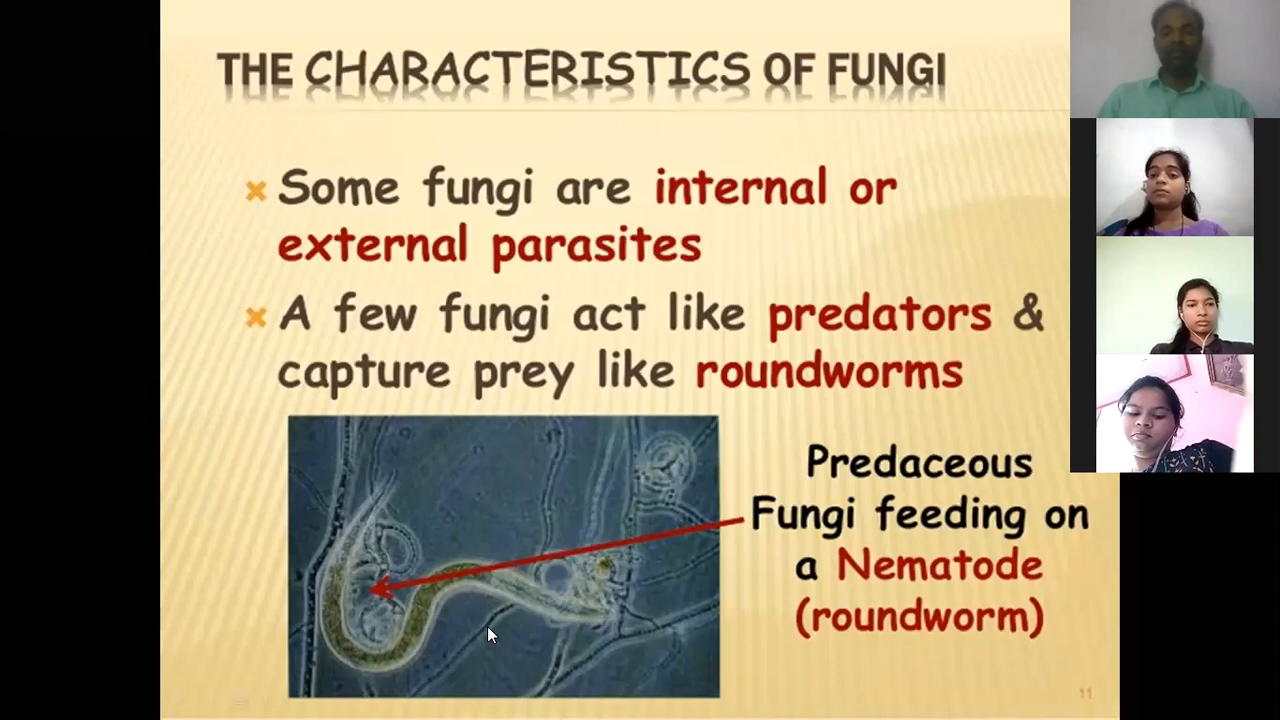 THE CHARACTERISTICS OF FUNGI
Some fungi are internal or
external parasites
A few fungi act like predators &
capture prey like roundworms
Predaceous
Fungi feeding on
a Nematode
(roundworm)
11